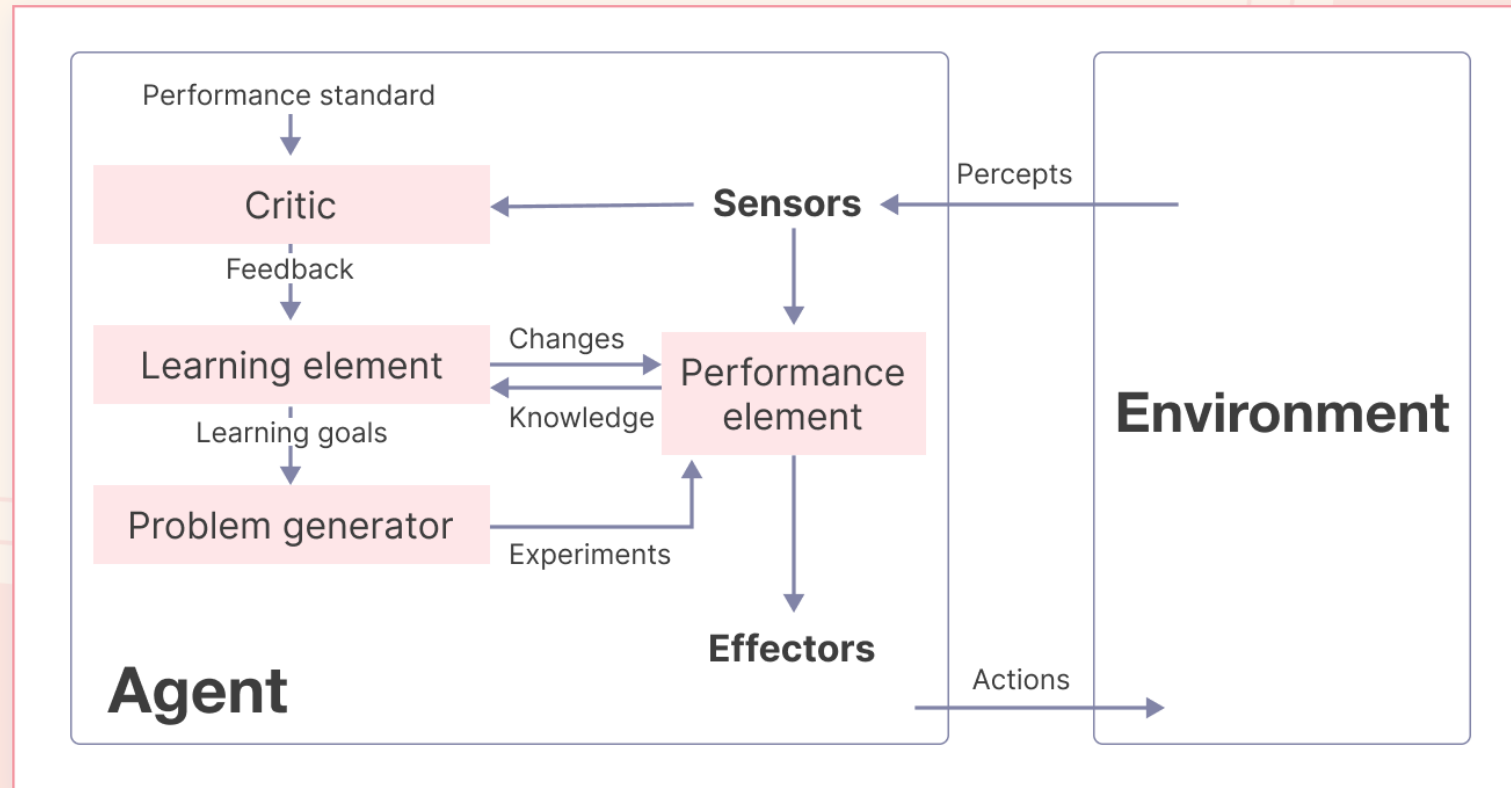 Performance standard
Percepts
Critic
Sensors
Feedback
Changes
Learning element
Performance
element
Knowledge
Environment
Learning goals
Problem generator
Experiments
Effectors
Agent
Actions